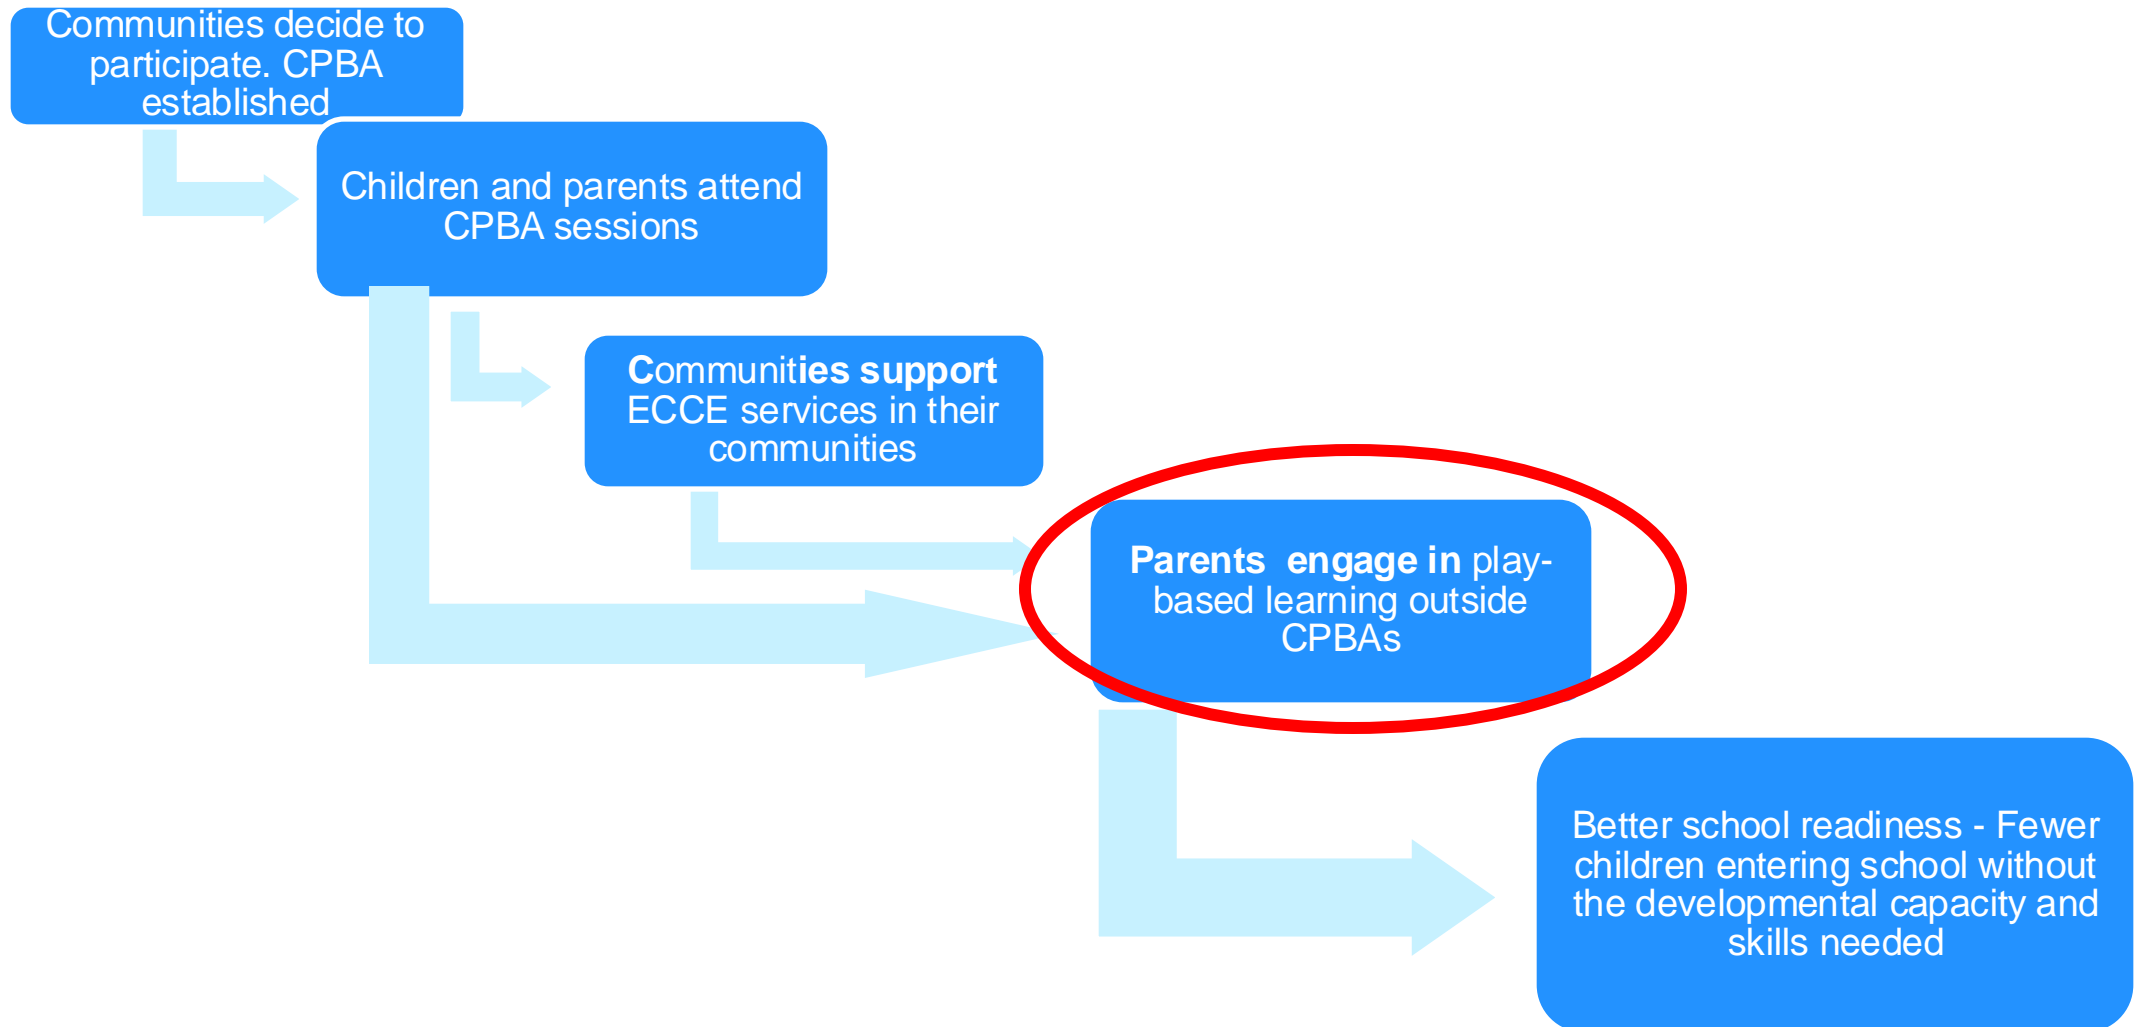 Communities decide to
participate. CPBA
established
Children and parents attend
CPBA sessions
Communities support
ECCE services in their
communities
Parents  engage in play-
based learning outside
CPBAs
Better school readiness - Fewer
children entering school without
the developmental capacity and
skills needed